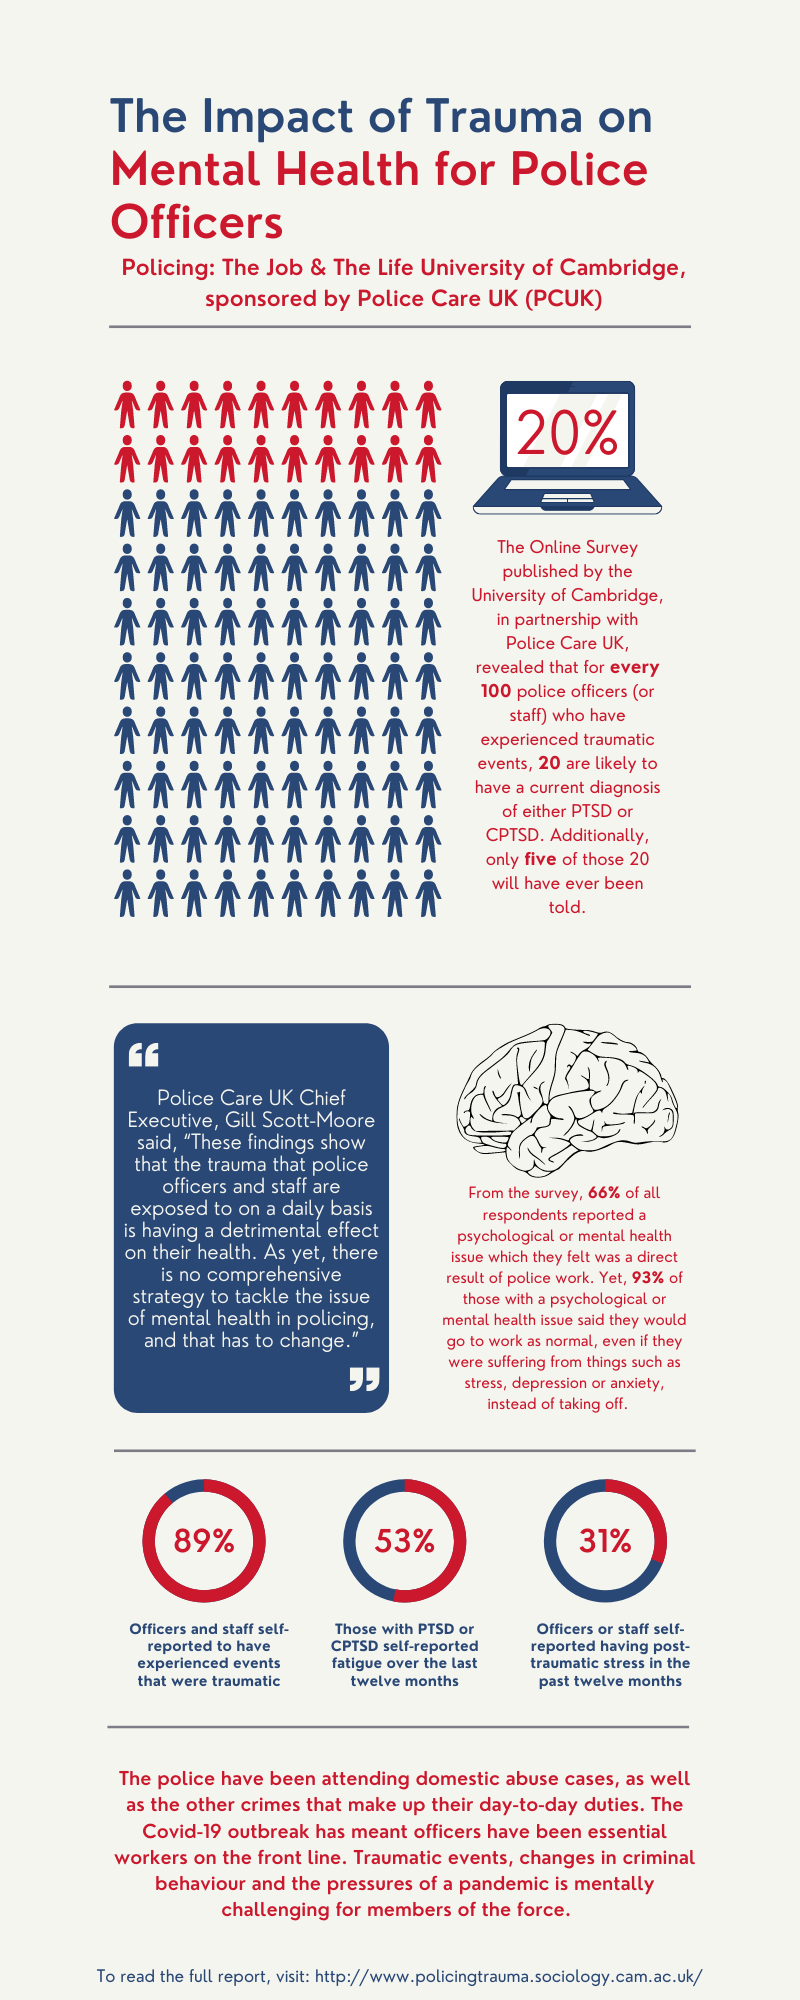 The Impact of Trauma on
Mental Health for Police
Officers
Policing: The Job & The Life University of Cambridge,
sponsored by Police Care UK (PCUK)
20%
The Online Survey
published by the
University of Cambridge,
in partnership with
Police Care UK,
revealed that for every
100 police officers (or
staff) who have
experienced traumatic
events, 20 are likely to
have a current diagnosis
of either PTSD or
CPTSD. Additionally,
only five of those 20
will have ever been
told.
“
Police Care UK Chief
Executive, Gill Scott-Moore
said, “These findings show
that the trauma that police
officers and staff are
exposed to on a daily basis
is having a detrimental effect
on their health. As yet, there
is no comprehensive
strategy to tackle the issue
of mental health in policing,
and that has to change.”
”
From the survey, 66% of all
respondents reported a
psychological or mental health
issue which they felt was a direct
result of police work. Yet, 93% of
those with a psychological or
mental health issue said they would
go to work as normal, even if they
were suffering from things such as
stress, depression or anxiety,
instead of taking off.
89%
Officers and staff self-
reported to have
experienced events
that were traumatic
53%
Those with PTSD or
CPTSD self-reported
fatigue over the last
twelve months
31%
Officers or staff self-
reported having post-
traumatic stress in the
past twelve months
The police have been attending domestic abuse cases, as well
as the other crimes that make up their day-to-day duties. The
Covid-19 outbreak has meant officers have been essential
workers on the front line. Traumatic events, changes in criminal
behaviour and the pressures of a pandemic is mentally
challenging for members of the force.
To read the full report, visit: http://www.policingtrauma.sociology.cam.ac.uk/